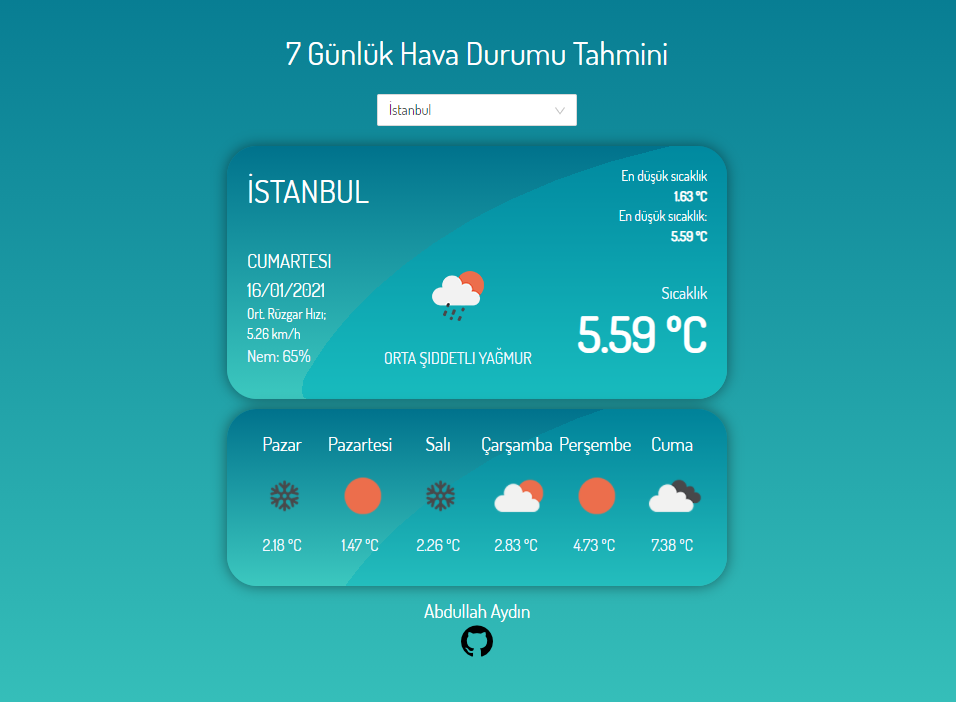 7 Günlük Hava Durumu Tahmini
İstanbul
İSTANBUL
CUMARTESI
16/01/2021
Ort. Rüzgar Hızı;
5.26 km/h
Nem: 65%
ORTA ŞIDDETLI YAĞMUR
En düşük sıcaklık
1.63 °C
En düşük sıcaklık:
5.59 °C
Sıcaklık
5.59 °C
Pazar Pazartesi Salı Çarşamba Perşembe Cuma
2.18 °C 1.47 °C 2.26 °C 2.83 °C 4.73 °C 7.38 °C
Abdullah Aydın